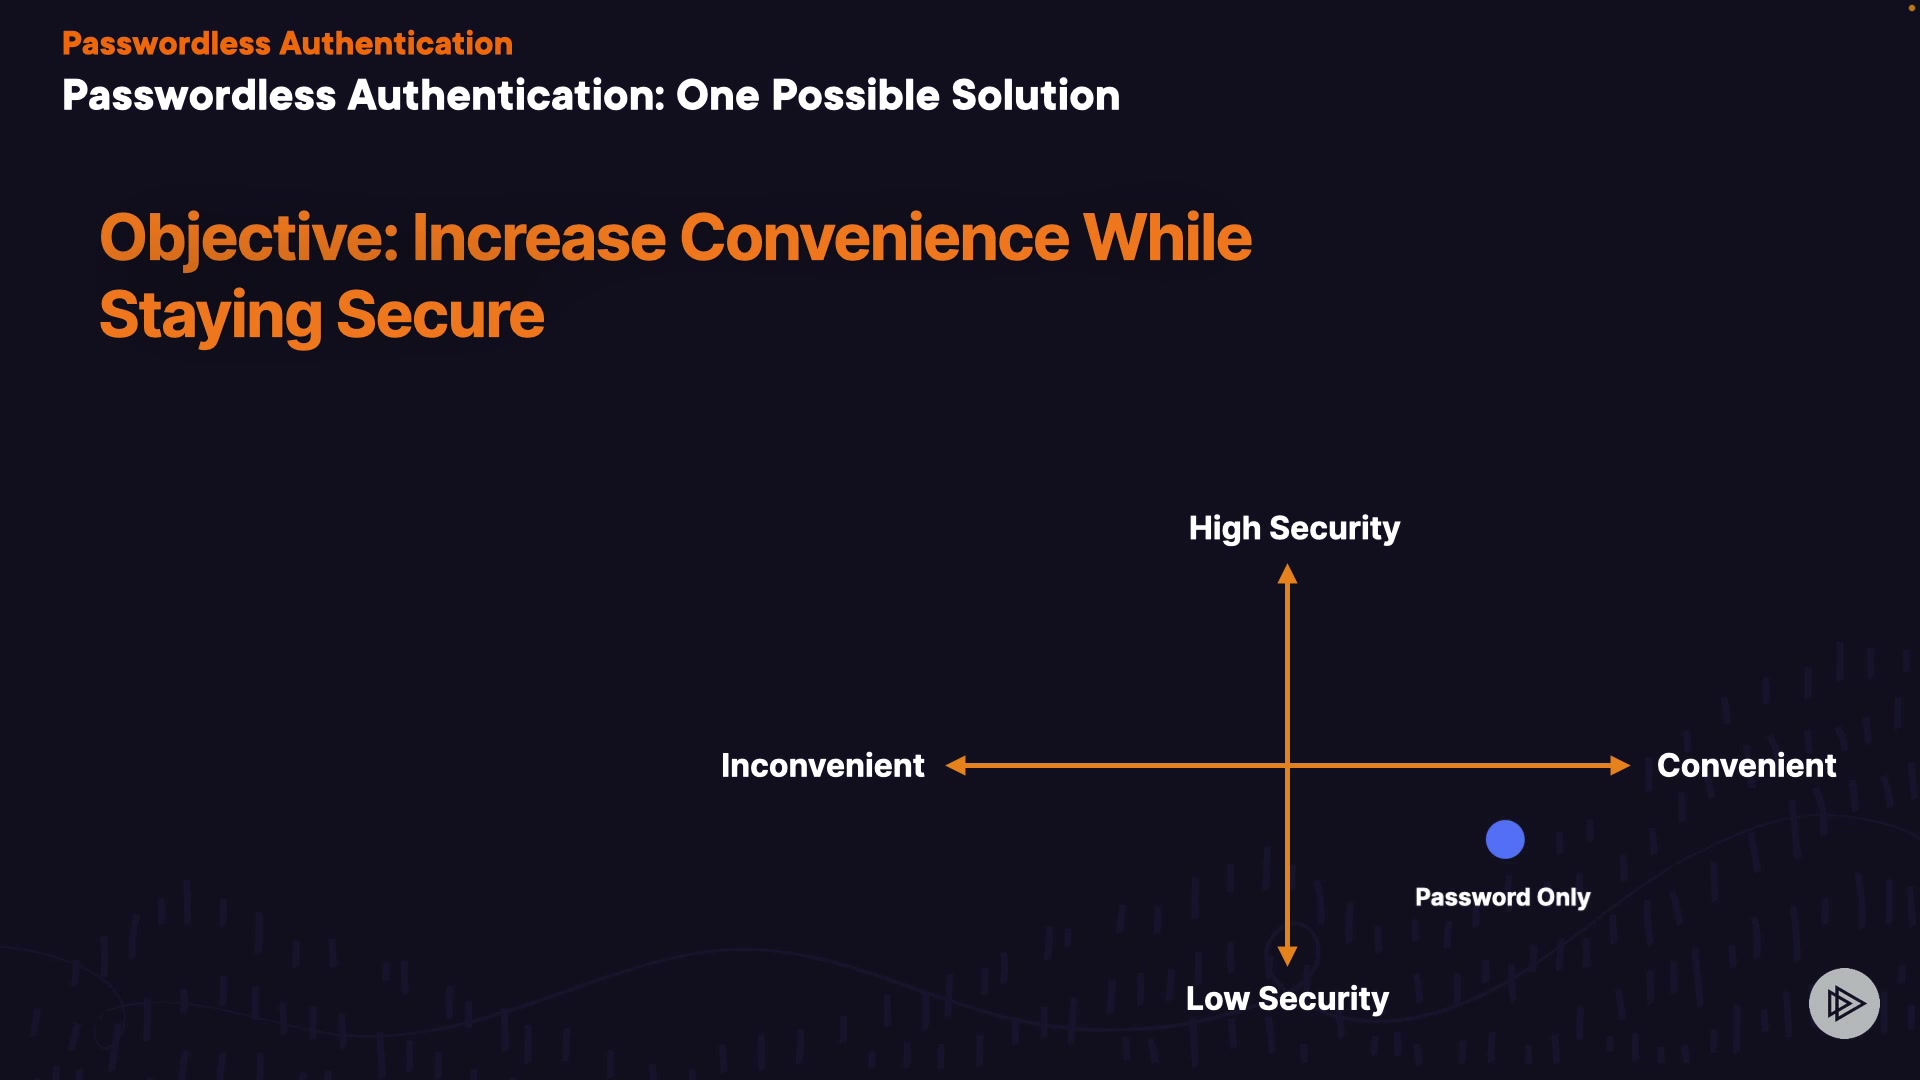 Passwordless Authentication
Passwordless Authentication: One Possible Solution
Objective: Increase Convenience While
Staying Secure
High Security
Inconvenient
Convenient
Password Only
Low Security